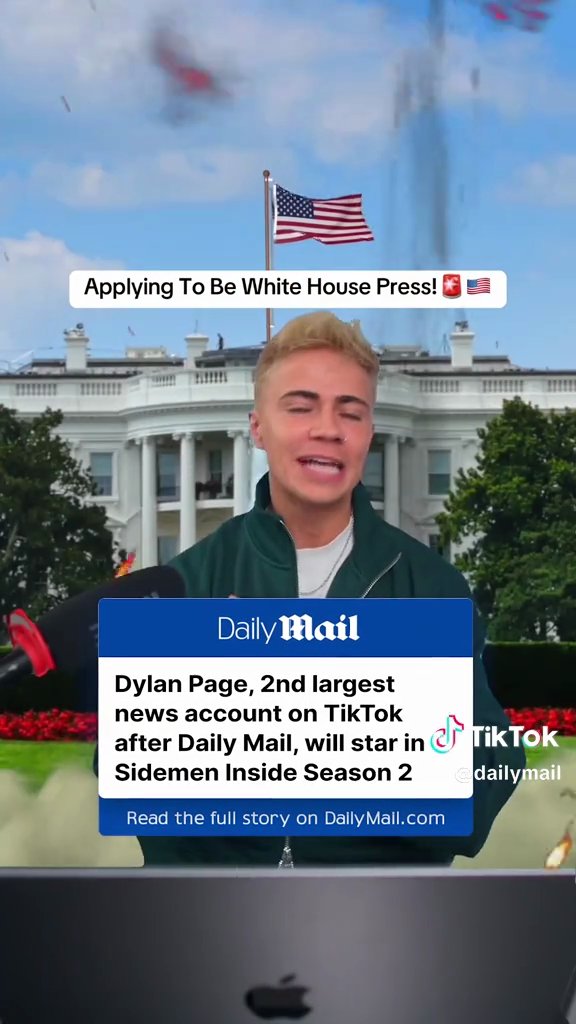 Applying To Be White House Press!🚨🇺🇸
Daily Mail
Dylan Page, 2nd largest
news account on TikTok
after Daily Mail, will star in
Sidemen Inside Season 2
TikTok
@dailymail
Read the full story on DailyMail.com